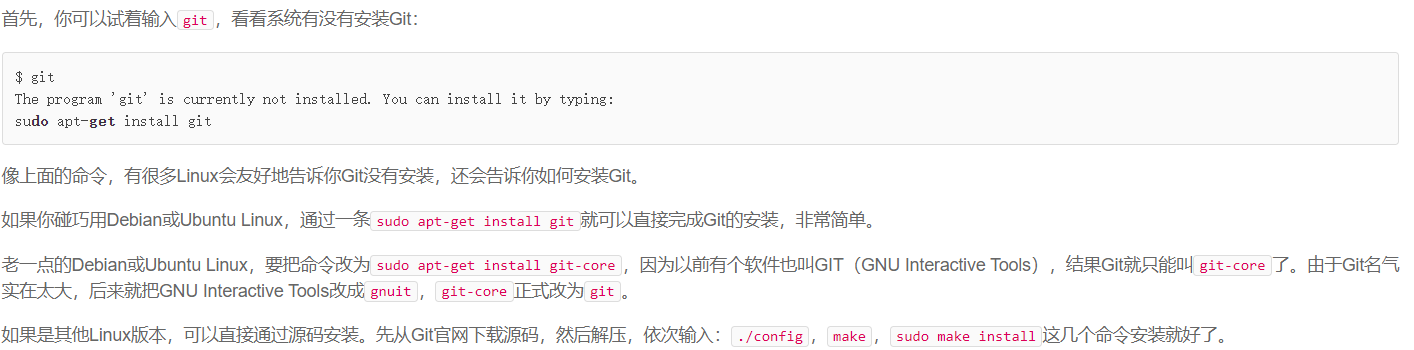 首先，你可以试着输入git，看看系统有没有安装Git：
$ git
The program 'git' is currently not installed. You can install it by typing:
sudo apt-get install git
像上面的命令，有很多Linux会友好地告诉你Git没有安装，还会告诉你如何安装Git。
如果你碰巧用Debian或Ubuntu Linux，通过一条sudo apt-get install git就可以直接完成Git的安装，非常简单。
老一点的Debian或Ubuntu Linux，要把命令改为sudo apt-get install git-core，因为以前有个软件也叫GIT（GNU Interactive Tools），结果Git就只能叫git-core了。由于Git名气
实在太大，后来就把GNU Interactive Tools改成gnuit，git-core正式改为git。
如果是其他Linux版本，可以直接通过源码安装。先从Git官网下载源码，然后解压，依次输入：./config，make，sudo make install这几个命令安装就好了。